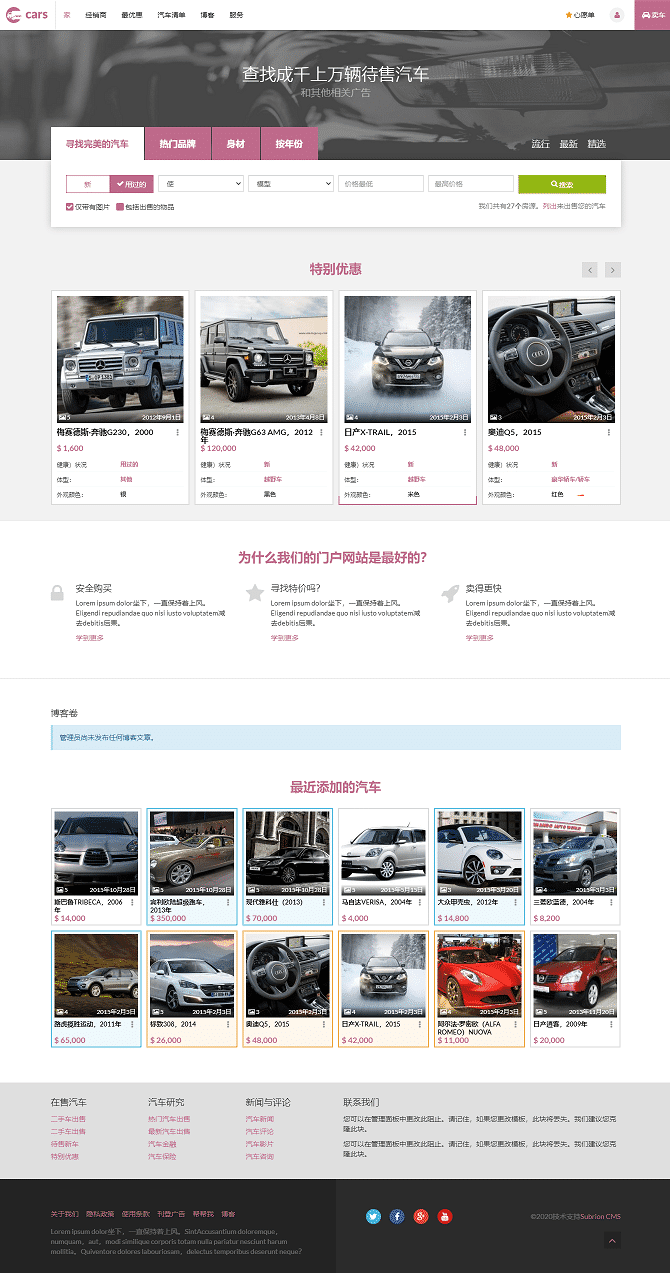 cars 家 经销商 最优惠 汽车清单 博客 服务 心愿单 卖车
查找成千上万辆待售汽车
和其他相关广告
寻找完美的汽车 热门品牌 身材 按年份 流行 最新 精选
新 用过的 使 模型 价格最低 最高价格 搜索
仅带有图片 包括出售的物品 我们共有27个房源。列出来出售您的汽车
特别优惠
5 2012年9月1日
梅赛德斯-奔驰G230，2000
$ 1,600
健康）状况 用过的
体型： 其他
外观颜色： 银
4 2013年4月8日
梅赛德斯-奔驰G63 AMG，2012
年
$ 120,000
健康）状况 新
体型： 越野车
外观颜色： 黑色
4 2015年2月3日
日产X-TRAIL，2015
$ 42,000
健康）状况 新
体型： 越野车
外观颜色： 米色
3 2015年2月3日
奥迪Q5，2015
$ 48,000
健康）状况 新
体型： 豪华轿车/轿车
外观颜色： 红色
为什么我们的门户网站是最好的？
安全购买
Lorem ipsum dolor坐下，一直保持着上风。
Eligendi repudiandae quo nisi iusto voluptatem减
去debitis后果。
学到更多
寻找特价吗？
Lorem ipsum dolor坐下，一直保持着上风。
Eligendi repudiandae quo nisi iusto voluptatem减
去debitis后果。
学到更多
卖得更快
Lorem ipsum dolor坐下，一直保持着上风。
Eligendi repudiandae quo nisi iusto voluptatem减
去debitis后果。
学到更多
博客卷
管理员尚未发布任何博客文章。
最近添加的汽车
5 2015年10月28日
斯巴鲁TRIBECA，2006
年
$ 14,000
5 2015年10月28日
宾利欧陆超级跑车，
2013年
$ 350,000
5 2015年10月28日
现代雅科仕（2013）
$ 70,000
5 2015年5月15日
马自达VERISA，2004年
$ 4,000
3 2015年3月20日
大众甲壳虫，2012年
$ 14,800
4 2015年3月3日
三菱欧蓝德，2004年
$ 8,200
4 2015年2月3日
路虎揽胜运动，2011年
$ 65,000
5 2015年2月3日
标致308，2014
$ 26,000
3 2015年2月3日
奥迪Q5，2015
$ 48,000
4 2015年2月3日
日产X-TRAIL，2015
$ 42,000
4 2015年2月3日
阿尔法·罗密欧（ALFA
ROMEO）NUOVA
$ 11,000
5 2015年11月20日
日产逍客，2009年
$ 20,000
在售汽车
二手车出售
二手车出售
待售新车
特别优惠
汽车研究
热门汽车出售
最新汽车出售
汽车金融
汽车保险
新闻与评论
汽车新闻
汽车评论
汽车影片
汽车咨询
联系我们
您可以在管理面板中更改此阻止。请记住，如果您更改模板，此块将丢失。我们建议您克
隆此块。
您可以在管理面板中更改此阻止。请记住，如果您更改模板，此块将丢失。我们建议您克
隆此块。
关于我们 隐私政策 使用条款 刊登广告 帮帮我 博客
Lorem ipsum dolor坐下，一直保持着上风。SintAccusantium doloremque，
numquam，aut，modi similique corporis totam nulla pariatur nesciunt harum
mollitia。Quiventore dolores laboriosam，delectus temporibus deserunt neque？
©2020技术支持Subrion CMS